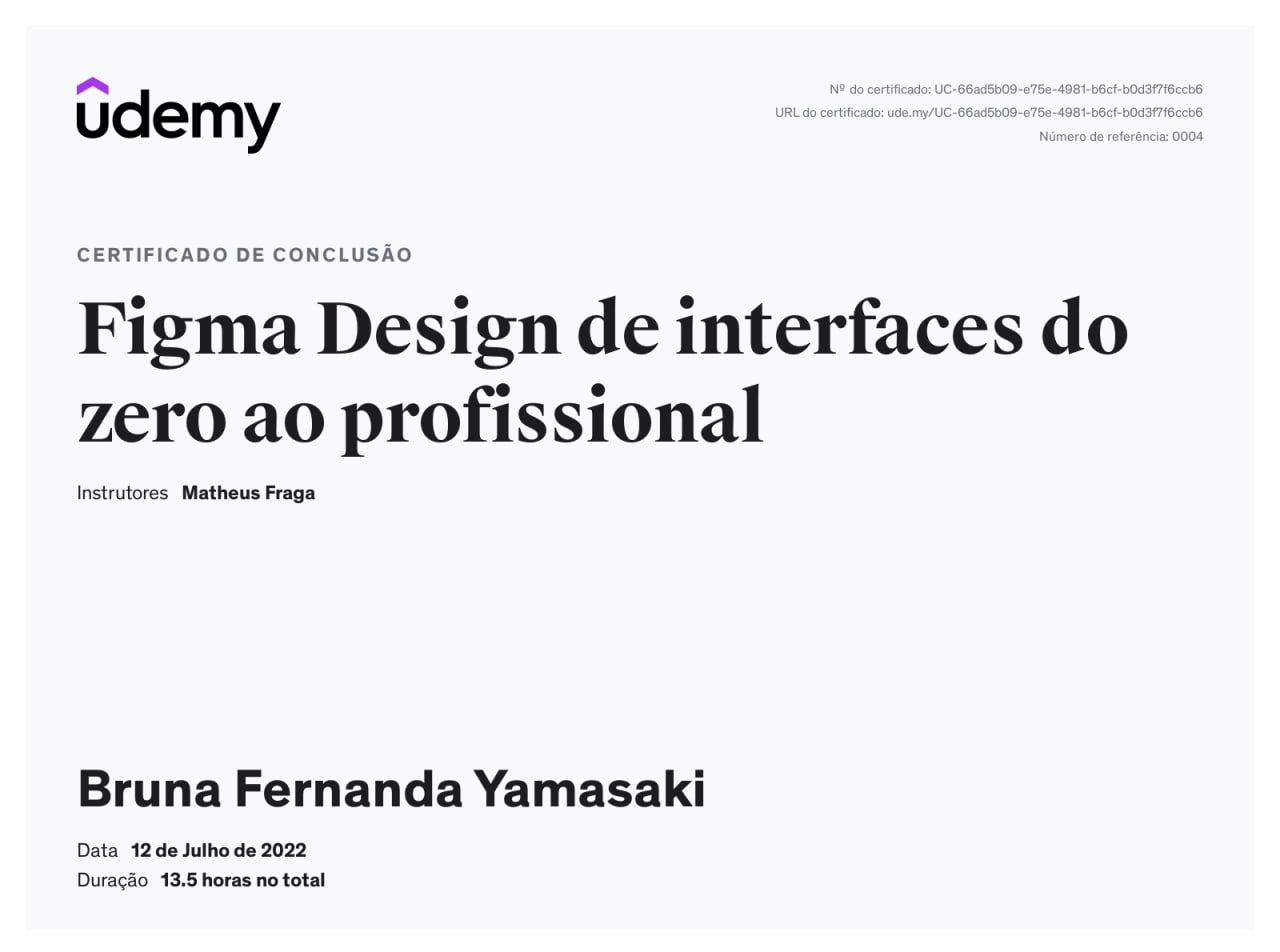 udemy
Nº do certificado: UC-66ad5b09-e75e-4981-b6cf-b0d3f7f6ccb6
URL do certificado: ude.my/UC-66ad5b09-e75e-4981-b6cf-b0d3f7f6ccb6
Número de referência: 0004
CERTIFICADO DE CONCLUSÃO
Figma Design de interfaces do
zero ao profissional
Instrutores Matheus Fraga
Bruna Fernanda Yamasaki
Data 12 de Julho de 2022
Duração 13.5 horas no total